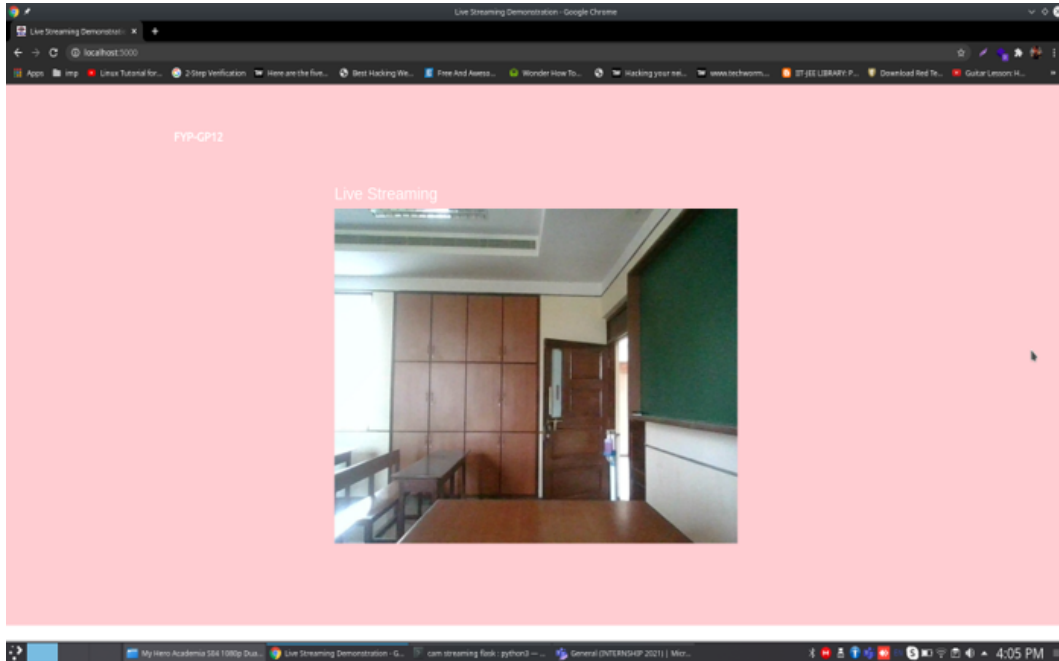 Live Streaming Demonstration - Google Chrome
Live Streaming Demonstrati
localhost:5000
Apps
imp
Linux Tutorial for...
2-Step Verification
Here are the five...
Best Hacking We...
Free And Aweso...
Wonder How To...
Hacking your nei...
www.techworm...
IIT JEE LIBRARY: P...
Download Red Te...
Guitar Lesson: H...
FYP-GP12
Live Streaming
My Hero Academia S04 1080p Dua...
Live Streaming Demonstration - G...
cam streaming flask : python3 — ...
General (INTERNSHIP 2021) | Micr...
4:05 PM